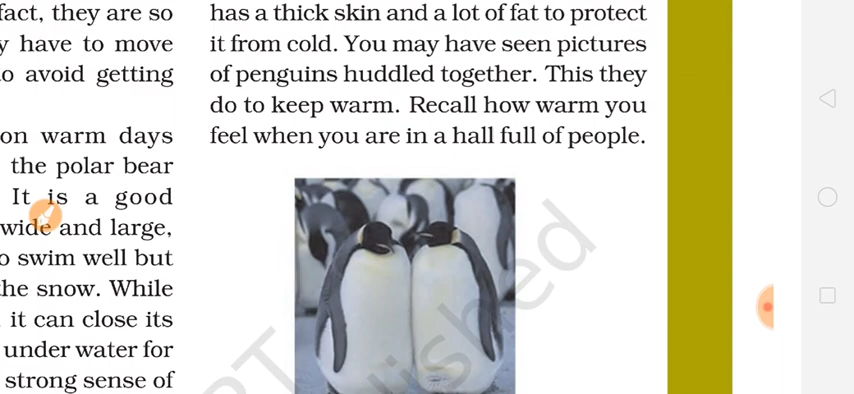 fact, they are so
y have to move
to avoid getting
on warm days
the polar bear
It is a good
wide and large,
o swim well but
the snow. While
it can close its
under water for
strong sense of
has a thick skin and a lot of fat to protect
it from cold. You may have seen pictures
of penguins huddled together. This they
do to keep warm. Recall how warm you
feel when you are in a hall full of people.